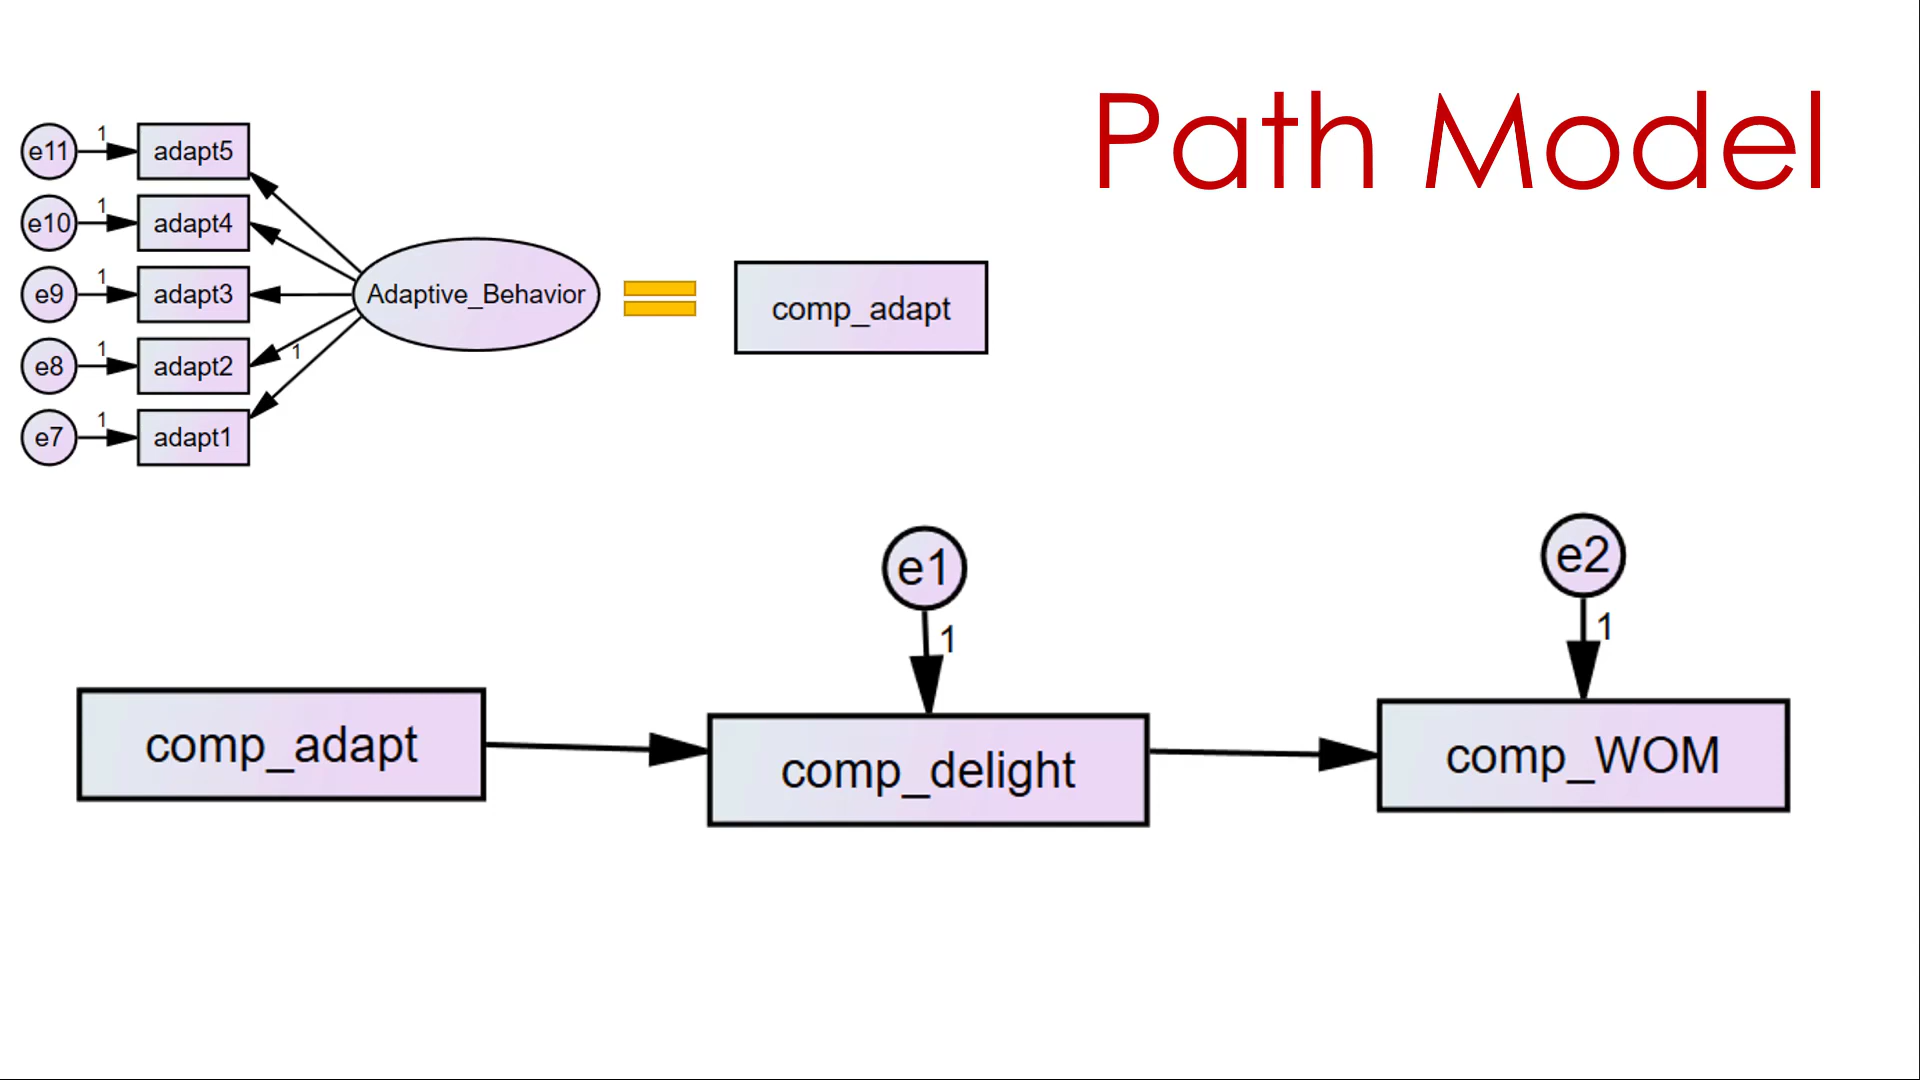 Path Model
e11 1 adapt5
e10 1 adapt4
e9 1 adapt3
e8 1 adapt2
e7 1 adapt1
1
Adaptive_Behavior
comp_adapt
e1
1
e2
1
comp_adapt
comp_delight
comp_WOM